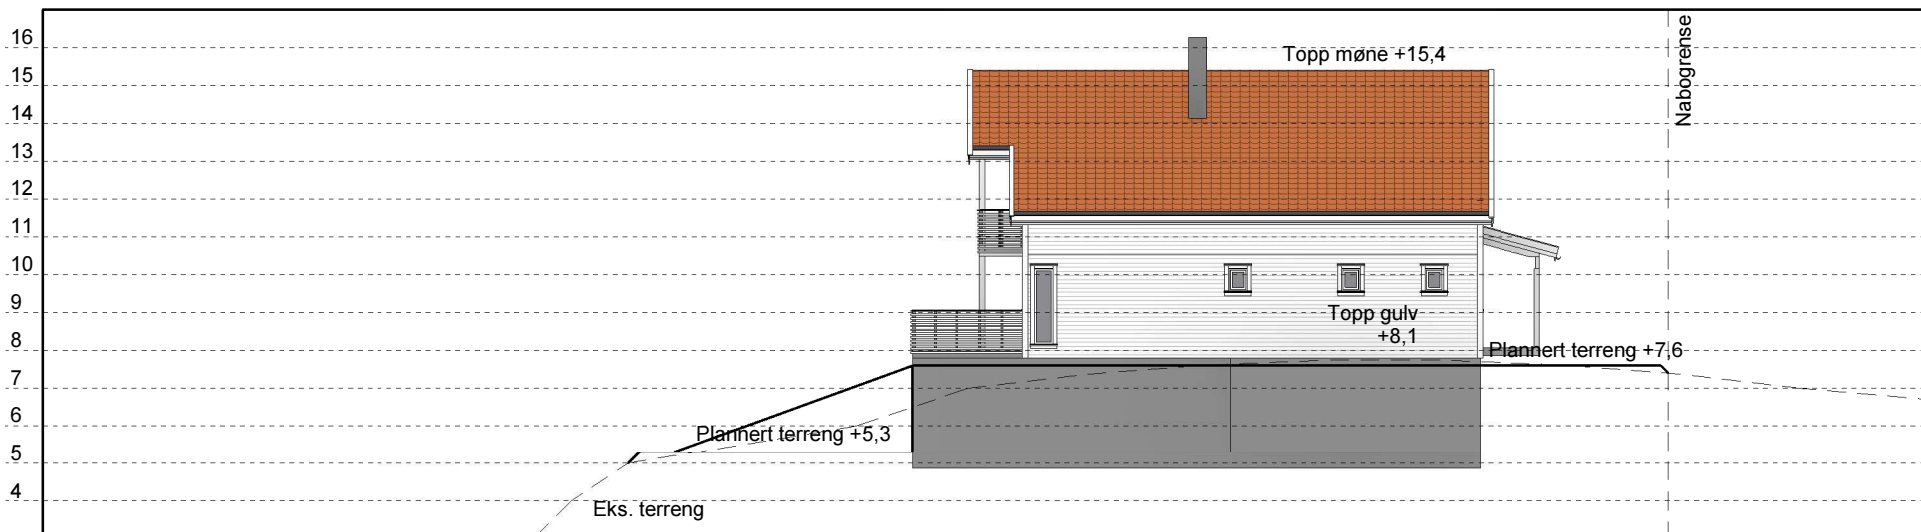 16
15
14
13
12
11
10
9
8
7
6
5
4
Topp møne +15,4
Nabogrense
Topp gulv
+8,1
Plannert terreng +7,6
Plannert terreng +5,3
Eks. terreng